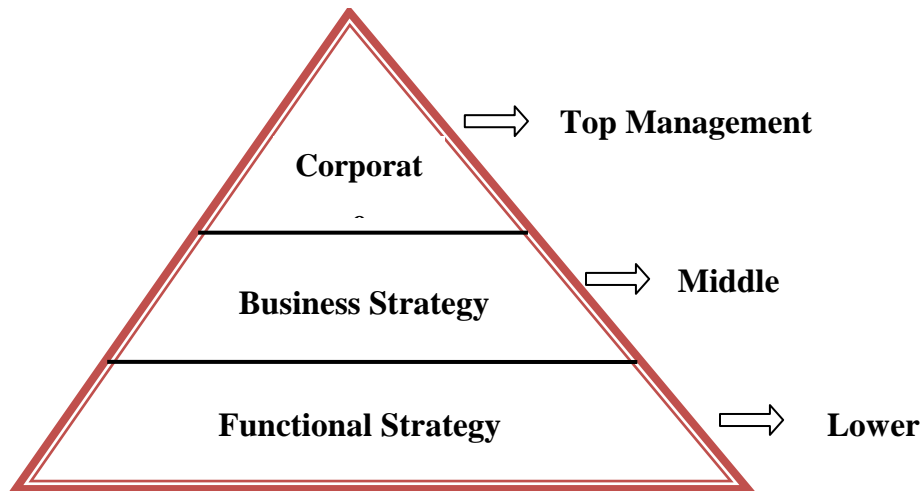 Top Management
Corporat
Middle
Business Strategy
Functional Strategy
Lower